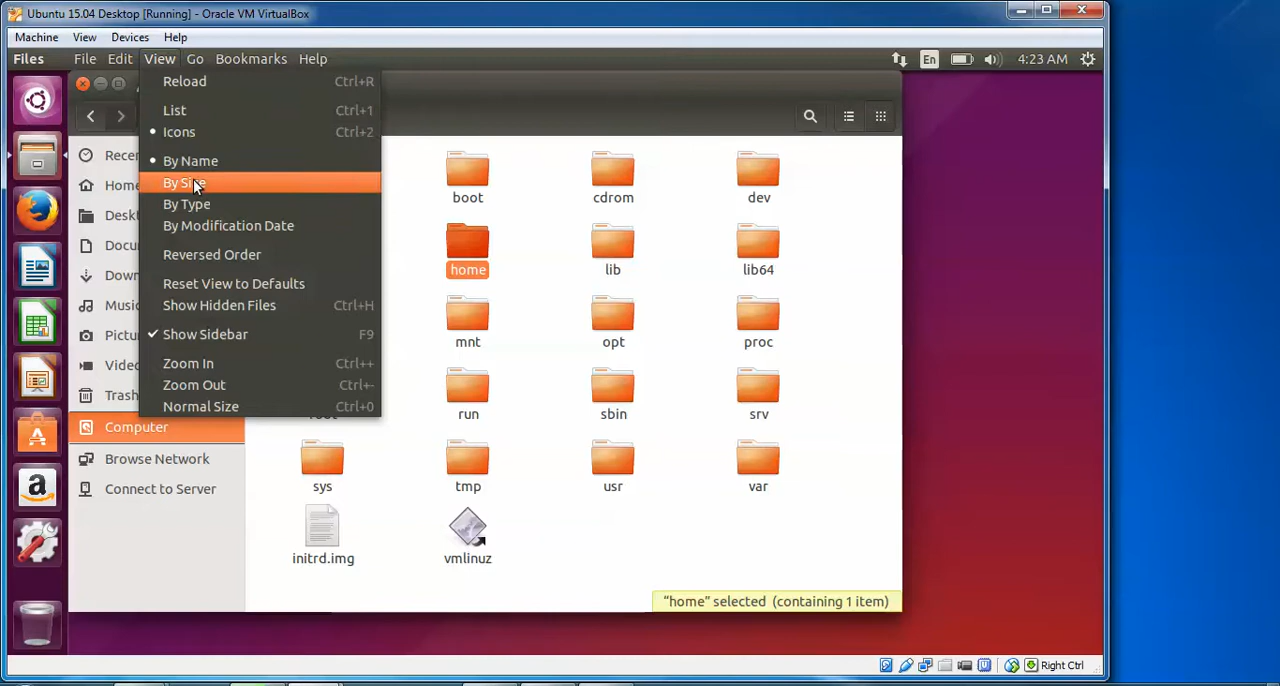 Ubuntu 15.04 Desktop [Running] - Oracle VM VirtualBox
Machine View Devices Help
Files File Edit View Go Bookmarks Help En 4:23 AM
Reload Ctrl+R
List Ctrl+1
Icons Ctrl+2
By Name
By Size
By Type
By Modification Date
Reversed Order
Reset View to Defaults
Show Hidden Files Ctrl+H
Show Sidebar F9
Zoom In Ctrl++
Zoom Out Ctrl+-
Normal Size Ctrl+0
Home
Trash
Computer
Browse Network
Connect to Server
boot cdrom dev
home lib lib64
mnt opt proc
run sbin srv
sys tmp usr var
initrd.img vmlinuz
"home" selected (containing 1 item)
Right Ctrl